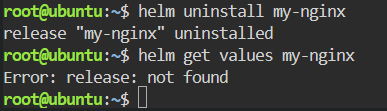 root@ubuntu:~$ helm uninstall my-nginx
release "my-nginx" uninstalled
root@ubuntu:~$ helm get values my-nginx
Error: release: not found
root@ubuntu:~$